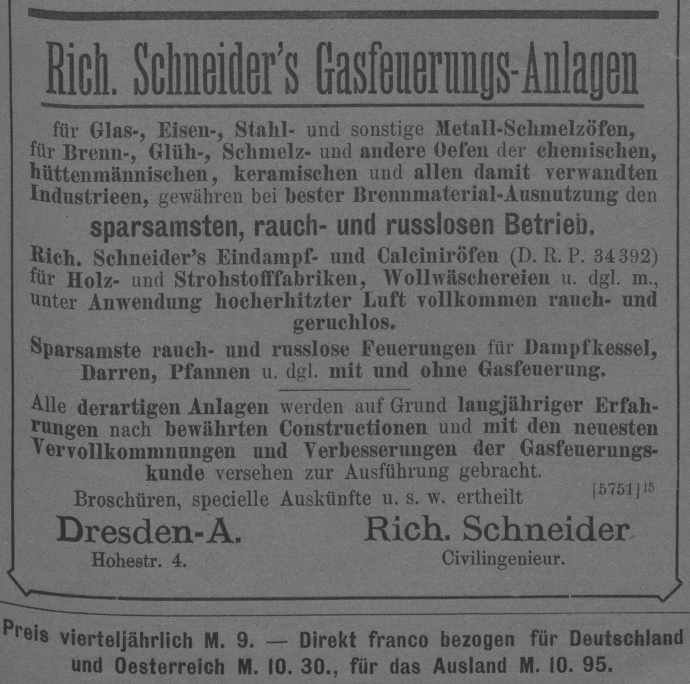 Rich. Schneider's Gasfeuerungs-Anlagen
für Glas-, Eisen-, Stahl- und sonstige Metall-Schmelzöfen,
für Brenn-, Glüh-, Schmelz- und andere Oefen der chemischen,
hüttenmännischen, keramischen und allen damit verwandten
Industrieen, gewähren bei bester Brennmaterial-Ausnutzung den
sparsamsten, rauch- und russlosen Betrieb.
Rich. Schneider's Eindampf- und Calciniröfen (D. R. P. 34392)
für Holz- und Strohstofffabriken, Wollwäschereien u. dgl. m.,
unter Anwendung hocherhitzter Luft vollkommen rauch- und
geruchlos.
Sparsamste rauch- und russlose Feuerungen für Dampfkessel,
Darren, Pfannen u. dgl. mit und ohne Gasfeuerung.
Alle derartigen Anlagen werden auf Grund langjähriger Erfah-
rungen nach bewährten Constructionen und mit den neuesten
Vervollkommnungen und Verbesserungen der Gasfeuerungs-
kunde versehen zur Ausführung gebracht.
Broschüren, specielle Auskünfte u. s. w. ertheilt [5751]15
Dresden-A. Rich. Schneider
Hohestr. 4. Civilingenieur.
Preis vierteljährlich M. 9. — Direkt franco bezogen für Deutschland
und Oesterreich M. 10. 30., für das Ausland M. 10. 95.